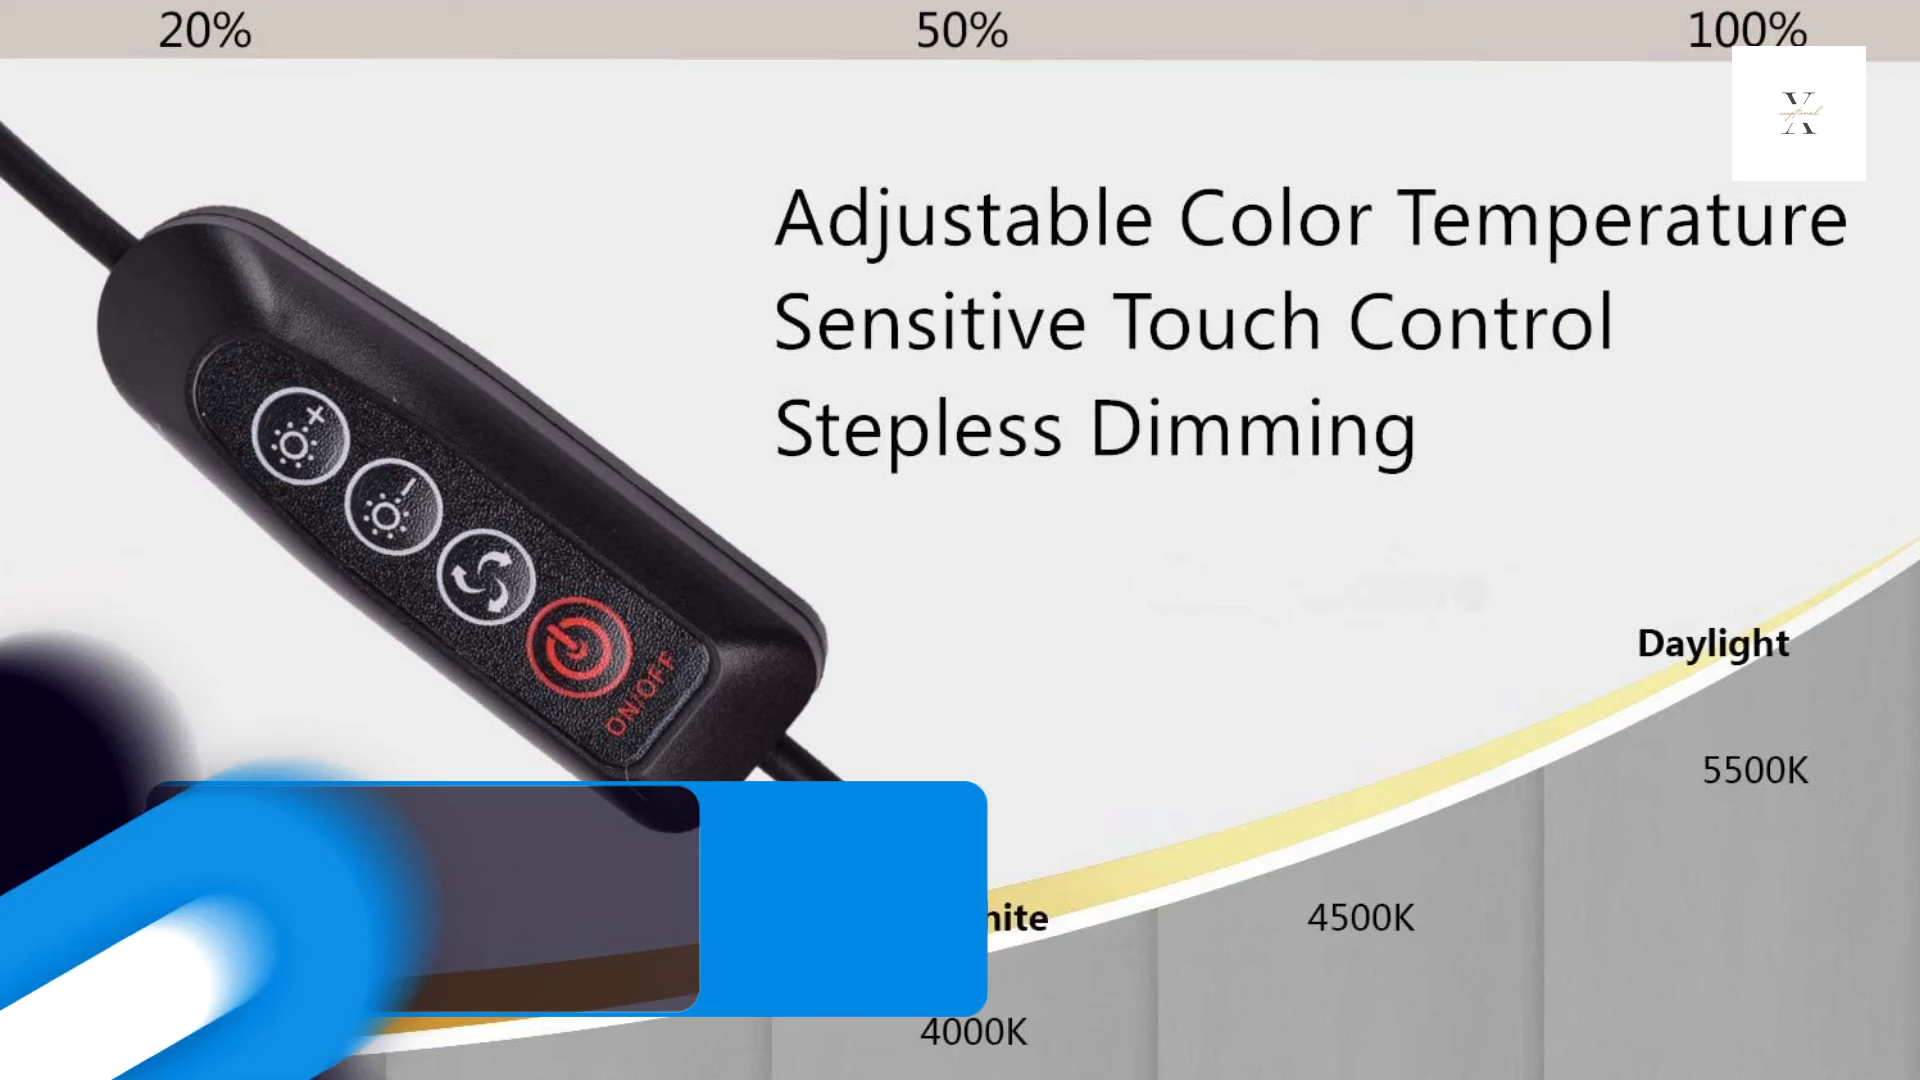 20% 50% 100%
X
Adjustable Color Temperature
Sensitive Touch Control
Stepless Dimming
ON/OFF
Daylight
5500K
4500K
4000K